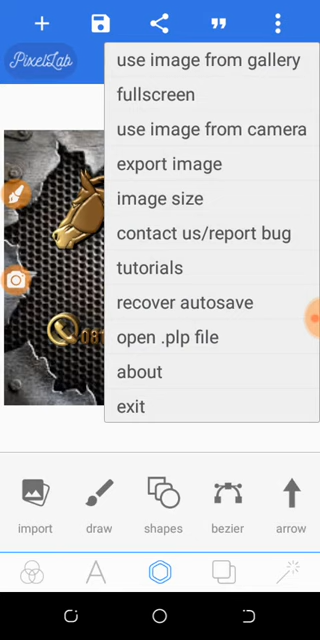 PixelLab
use image from gallery
fullscreen
use image from camera
export image
image size
contact us/report bug
tutorials
recover autosave
open .plp file
about
exit
081
import
draw
shapes
bezier
arrow